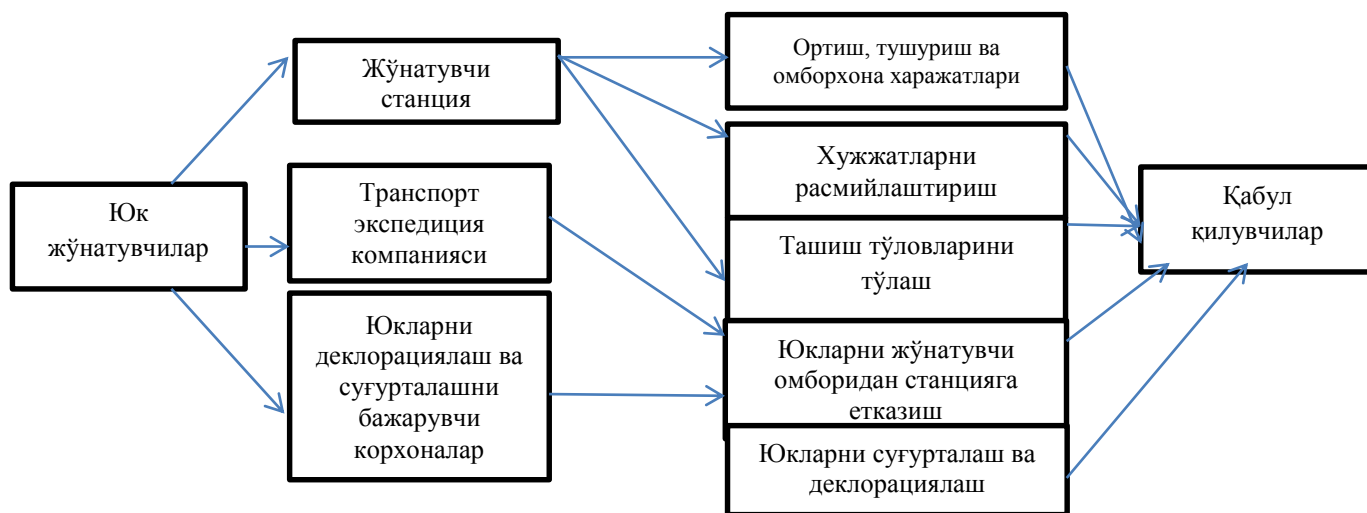 Юк
жўнатувчилар
Жўнатувчи
станция
Транспорт
экспедиция
компанияси
Юкларни
деклорациялаш ва
суғурталашни
бажарувчи
корхоналар
Ортиш, тушуриш ва
омборхона харажатлари
Хужжатларни
расмийлаштириш
Ташиш тўловларини
тўлаш
Юкларни жўнатувчи
омборидан станцияга
етказиш
Юкларни суғурталаш ва
деклорациялаш
Қабул
қилувчилар